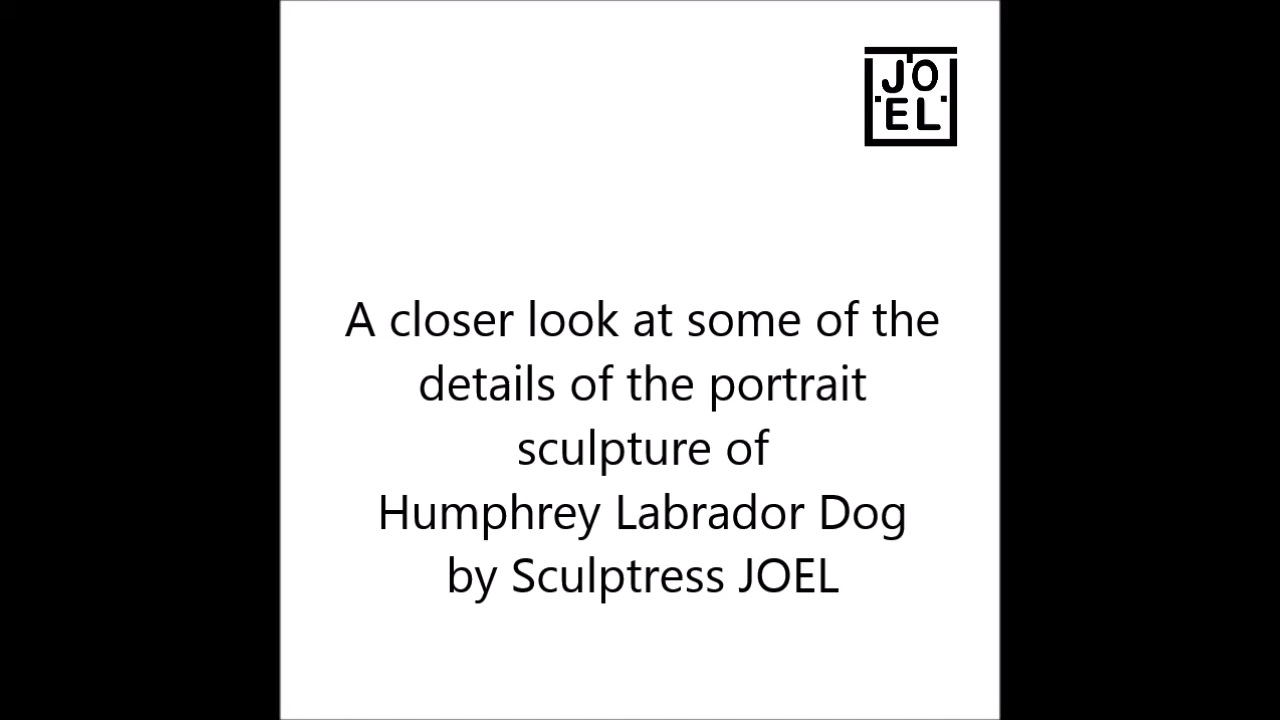 JO
EL
A closer look at some of the
details of the portrait
sculpture of
Humphrey Labrador Dog
by Sculptress JOEL